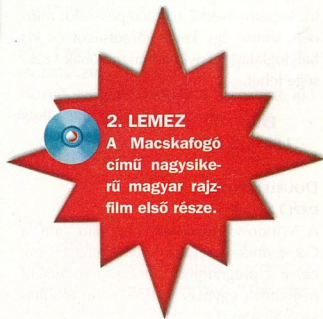 2. LEMEZ
A Macskafogó
című nagysike-
rű magyar rajz-
film első része.